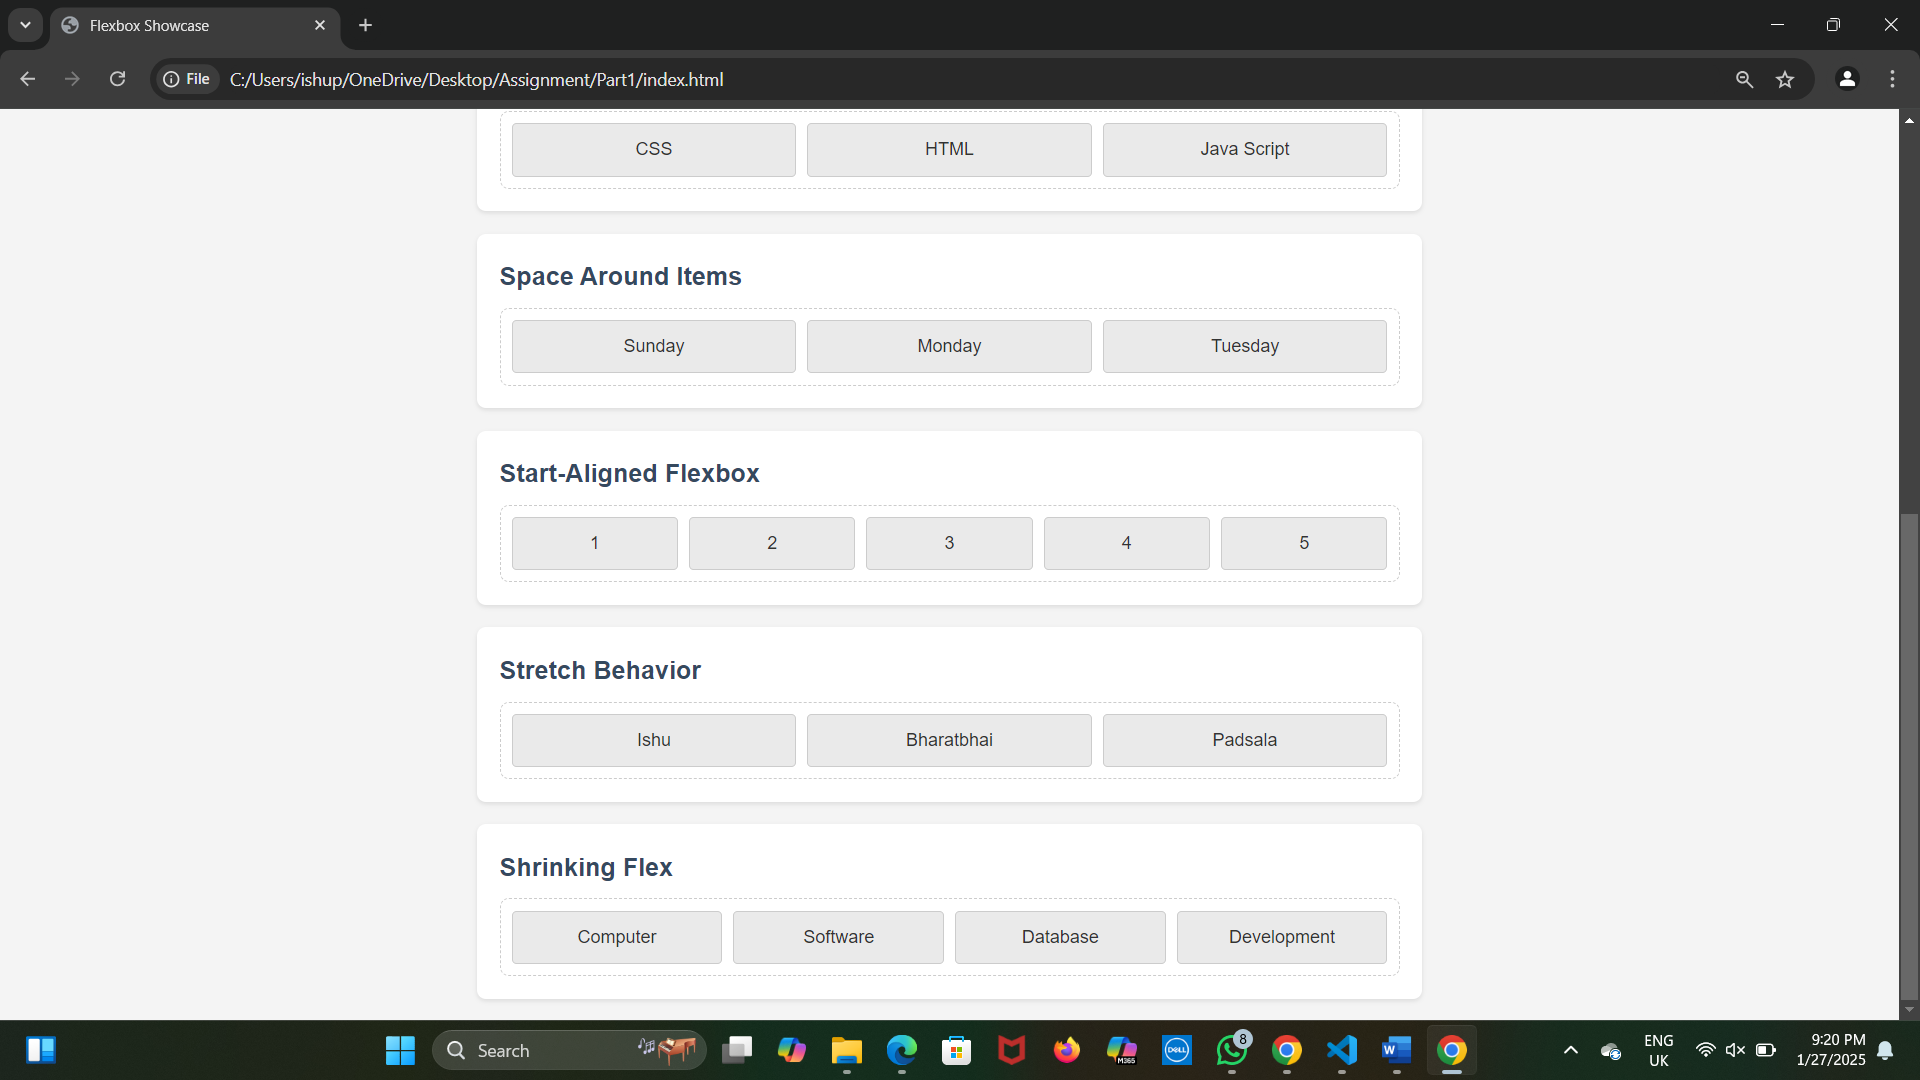 Flexbox Showcase
File C:/Users/ishup/OneDrive/Desktop/Assignment/Part1/index.html
CSS HTML Java Script
Space Around Items
Sunday Monday Tuesday
Start-Aligned Flexbox
1 2 3 4 5
Stretch Behavior
Ishu Bharatbhai Padsala
Shrinking Flex
Computer Software Database Development
Search
M365
DELL
8
W
ENG
UK
9:20 PM
1/27/2025